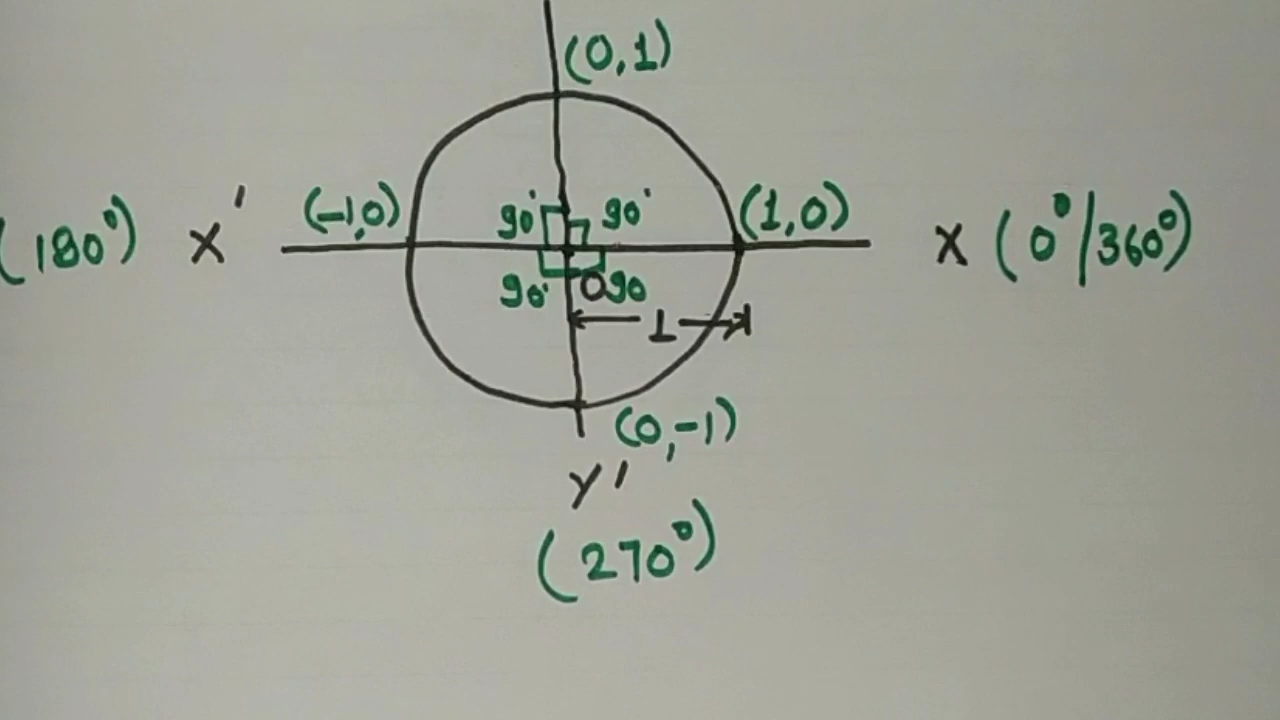 (0,1)
(180°) X' (-1,0) 90° 90° (1,0) X (0°/360°)
90° O 90
1
(0,-1)
Y'
(270°)